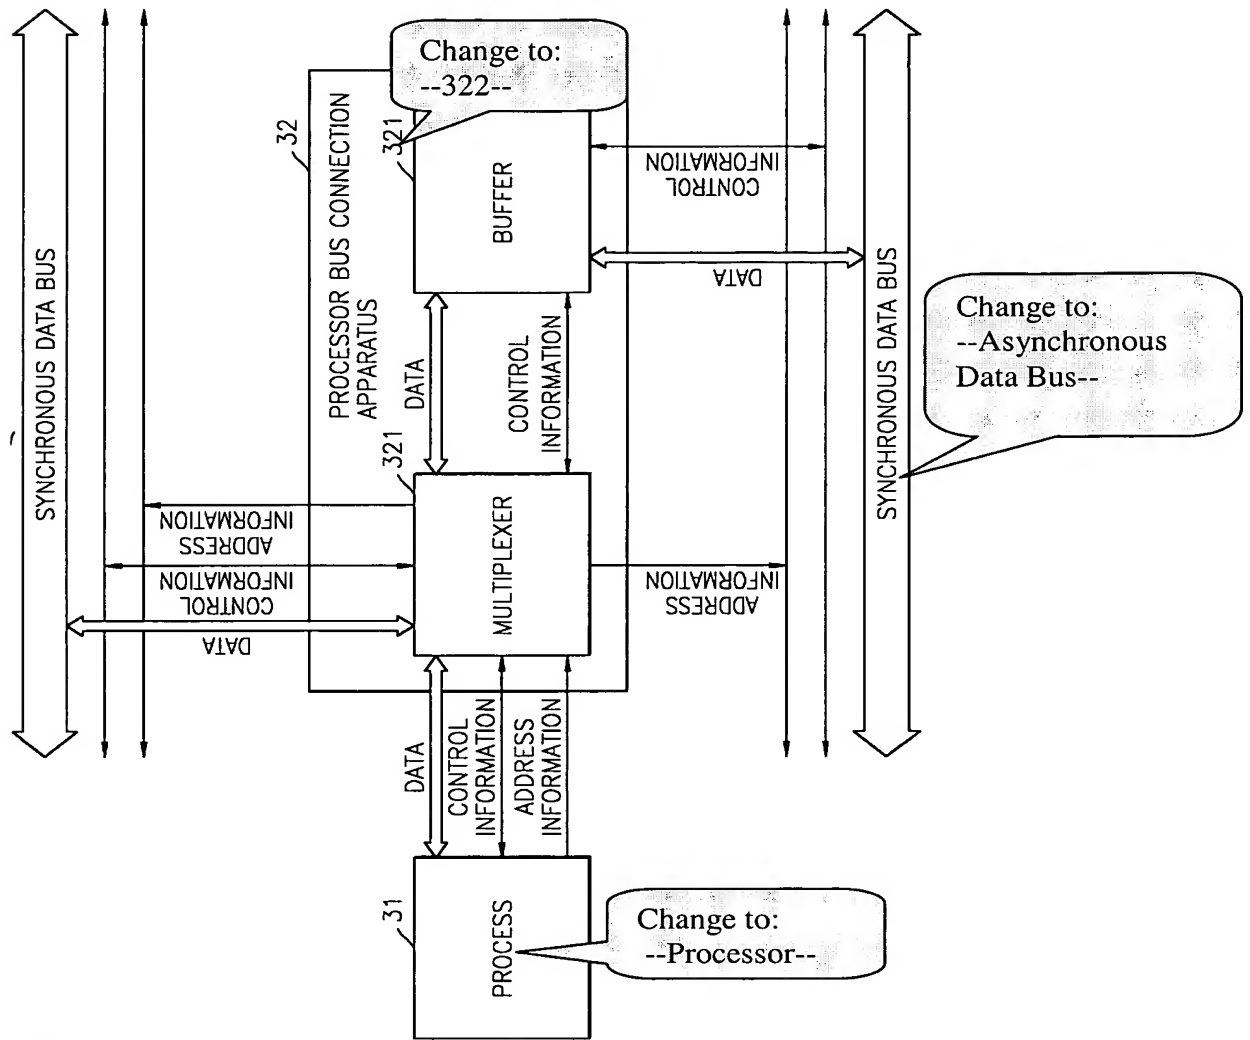 Change to:
--322--
SYNCHRONOUS DATA BUS
32
PROCESSOR BUS CONNECTION
APPARATUS
321
BUFFER
CONTROL
INFORMATION
DATA
DATA
CONTROL
INFORMATION
SYNCHRONOUS DATA BUS
Change to:
--Asynchronous
Data Bus--
321
MULTIPLEXER
ADDRESS
INFORMATION
CONTROL
INFORMATION
DATA
ADDRESS
INFORMATION
DATA
CONTROL
INFORMATION
ADDRESS
INFORMATION
31
PROCESS
Change to:
--Processor--